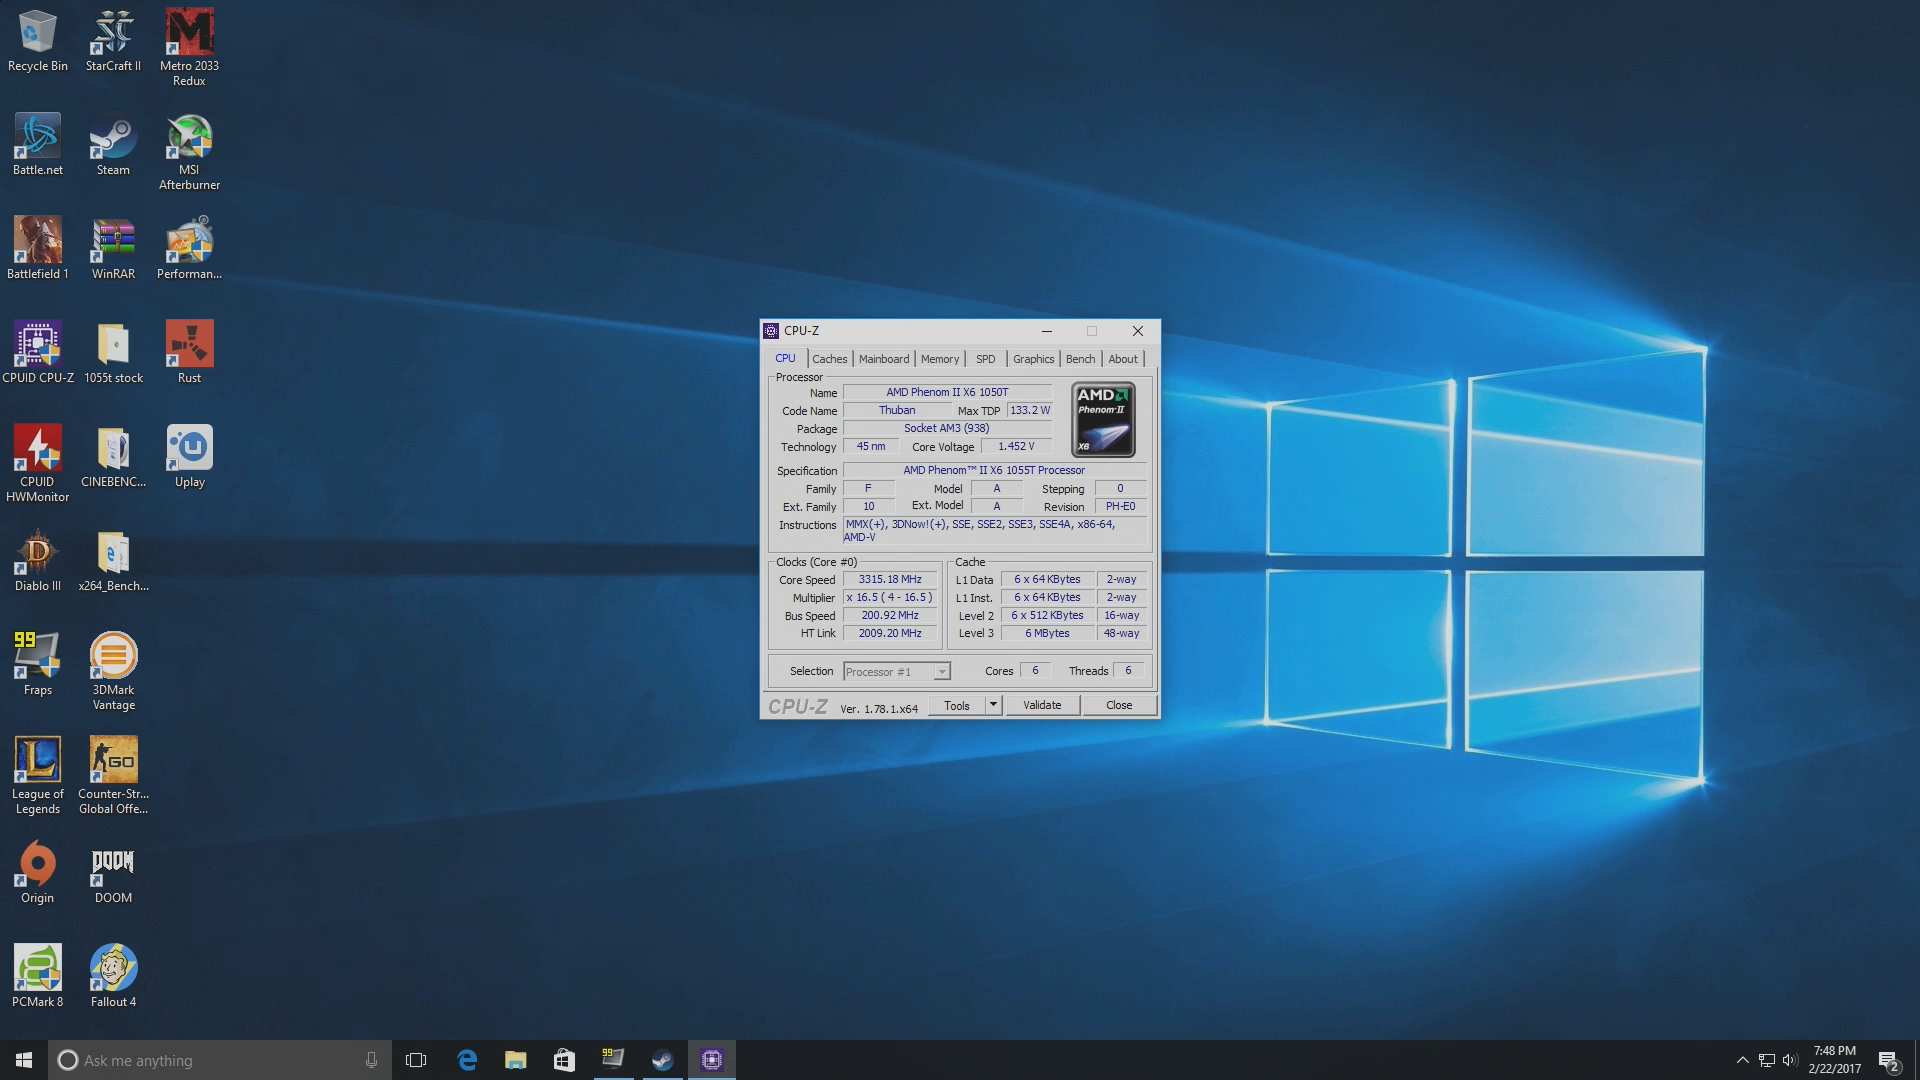 Recycle Bin
StarCraft II
Metro 2033
Redux
Battle.net
Steam
MSI
Afterburner
Battlefield 1
WinRAR
Performan...
CPUID CPU-Z
1055t stock
Rust
CPUID
HWMonitor
CINEBENC...
Uplay
Diablo III
x264_Bench...
99
Fraps
3DMark
Vantage
League of
Legends
GO
Counter-Str...
Global Offe...
Origin
DOOM
DOOM
PCMark 8
Fallout 4
CPU-Z
CPU Caches Mainboard Memory SPD Graphics Bench About
Processor
Name AMD Phenom II X6 1050T
Code Name Thuban Max TDP 133.2 W
Package Socket AM3 (938)
Technology 45 nm Core Voltage 1.452 V
AMD
Phenom II
X6
Specification AMD Phenom™ II X6 1055T Processor
Family F Model A Stepping 0
Ext. Family 10 Ext. Model A Revision PH-E0
Instructions MMX(+), 3DNow!(+), SSE, SSE2, SSE3, SSE4A, x86-64,
AMD-V
Clocks (Core #0)
Core Speed 3315.18 MHz
Multiplier x 16.5 ( 4 - 16.5 )
Bus Speed 200.92 MHz
HT Link 2009.20 MHz
Cache
L1 Data 6 x 64 KBytes 2-way
L1 Inst. 6 x 64 KBytes 2-way
Level 2 6 x 512 KBytes 16-way
Level 3 6 MBytes 48-way
Selection Processor #1 Cores 6 Threads 6
CPU-Z Ver. 1.78.1.x64 Tools Validate Close
Ask me anything
99
7:48 PM
2/22/2017
2